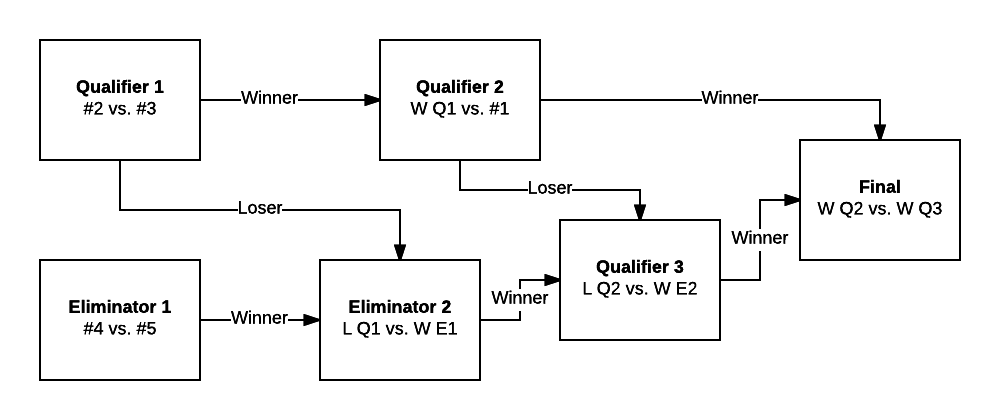 Qualifier 1
#2 vs. #3
Winner
Qualifier 2
W Q1 vs. #1
Winner
Loser
Loser
Final
W Q2 vs. W Q3
Winner
Qualifier 3
L Q2 vs. W E2
Eliminator 1
#4 vs. #5
Winner
Eliminator 2
L Q1 vs. W E1
Winner